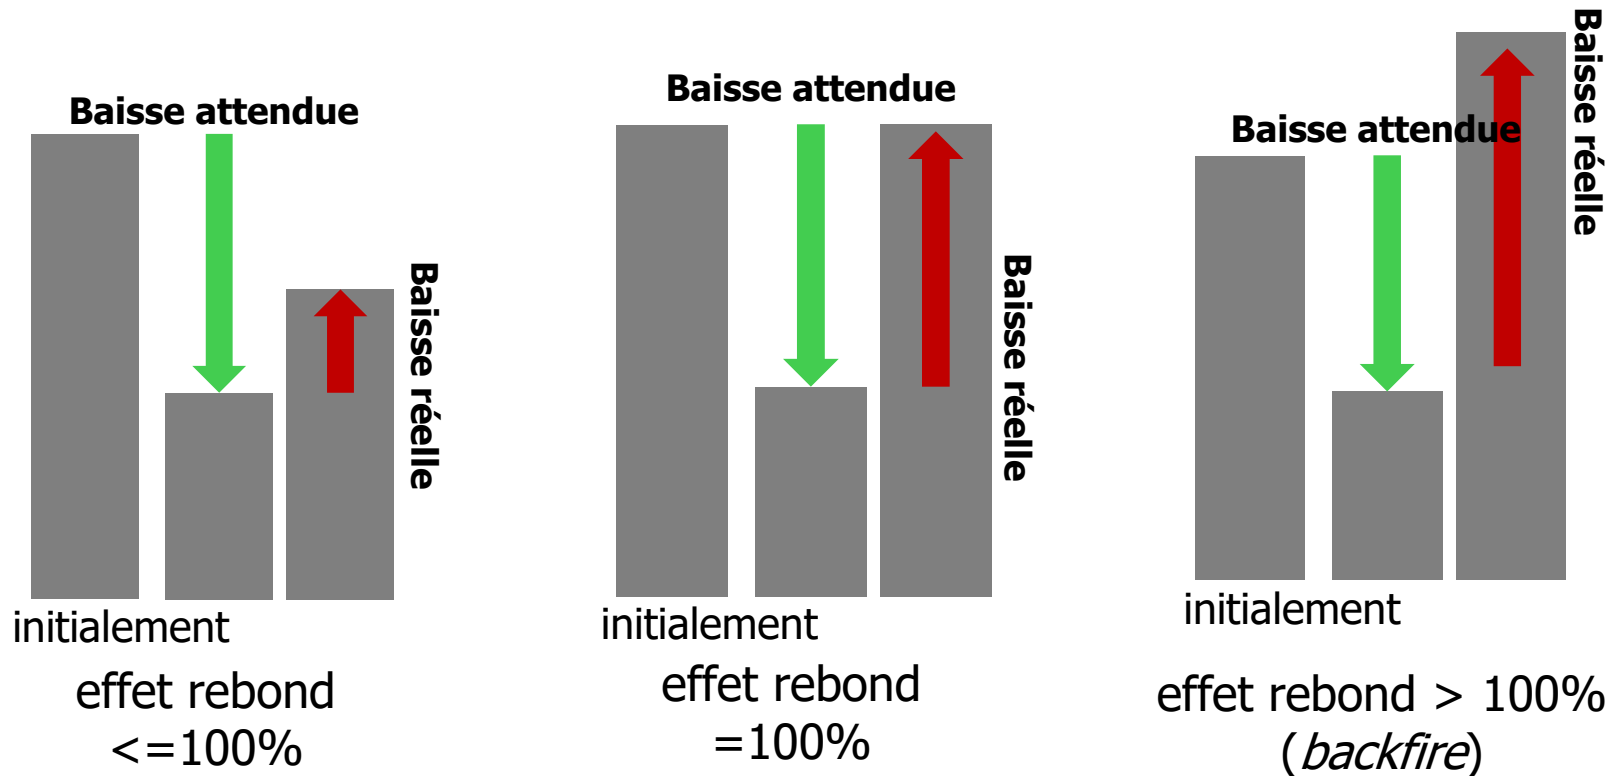 Baisse attendue
Baisse réelle
initialement
effet rebond
<=100%
Baisse attendue
Baisse réelle
initialement
effet rebond
=100%
Baisse attendue
Baisse réelle
initialement
effet rebond > 100%
(backfire)